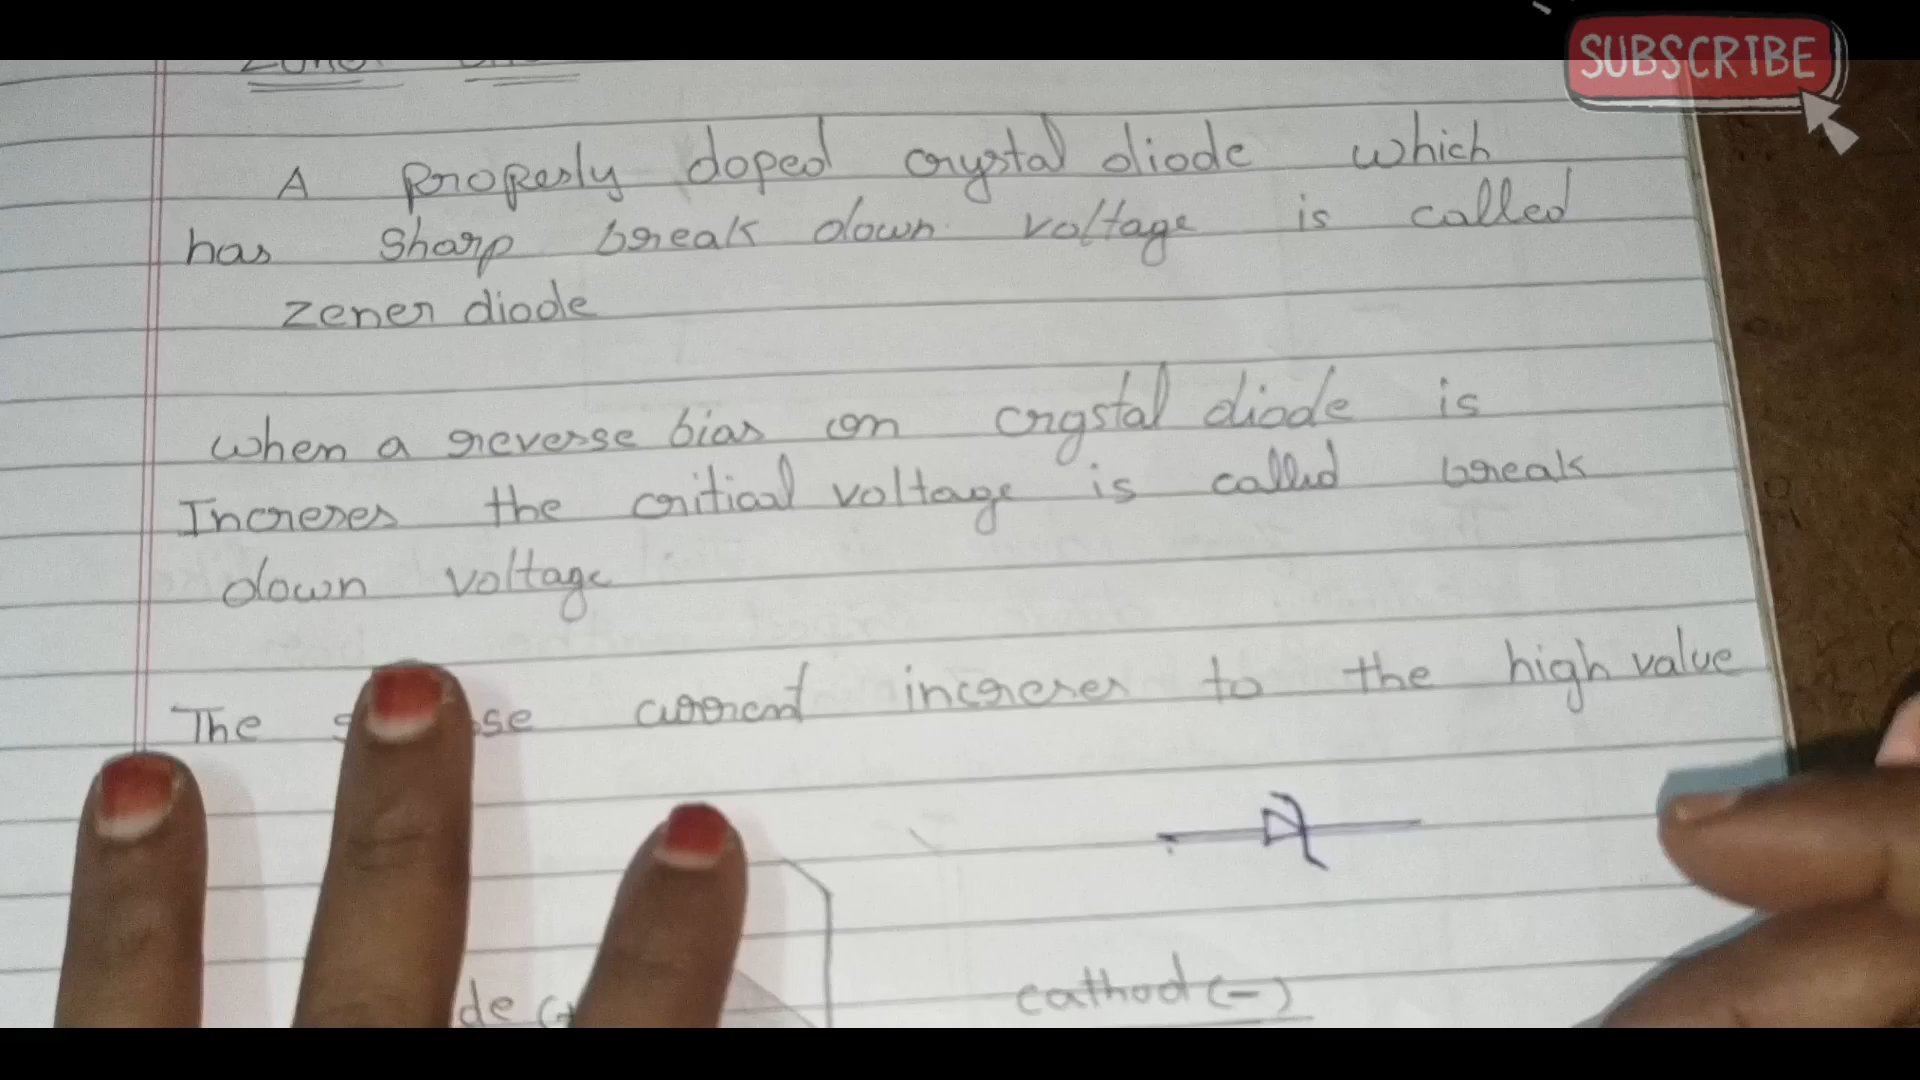 SUBSCRIBE
A Properly doped crystal diode which
has sharp break down voltage is called
zener diode
when a reverse bias on crystal diode is
Increses the critical voltage is called break
down voltage
The current increses to the high value
cathod (-)